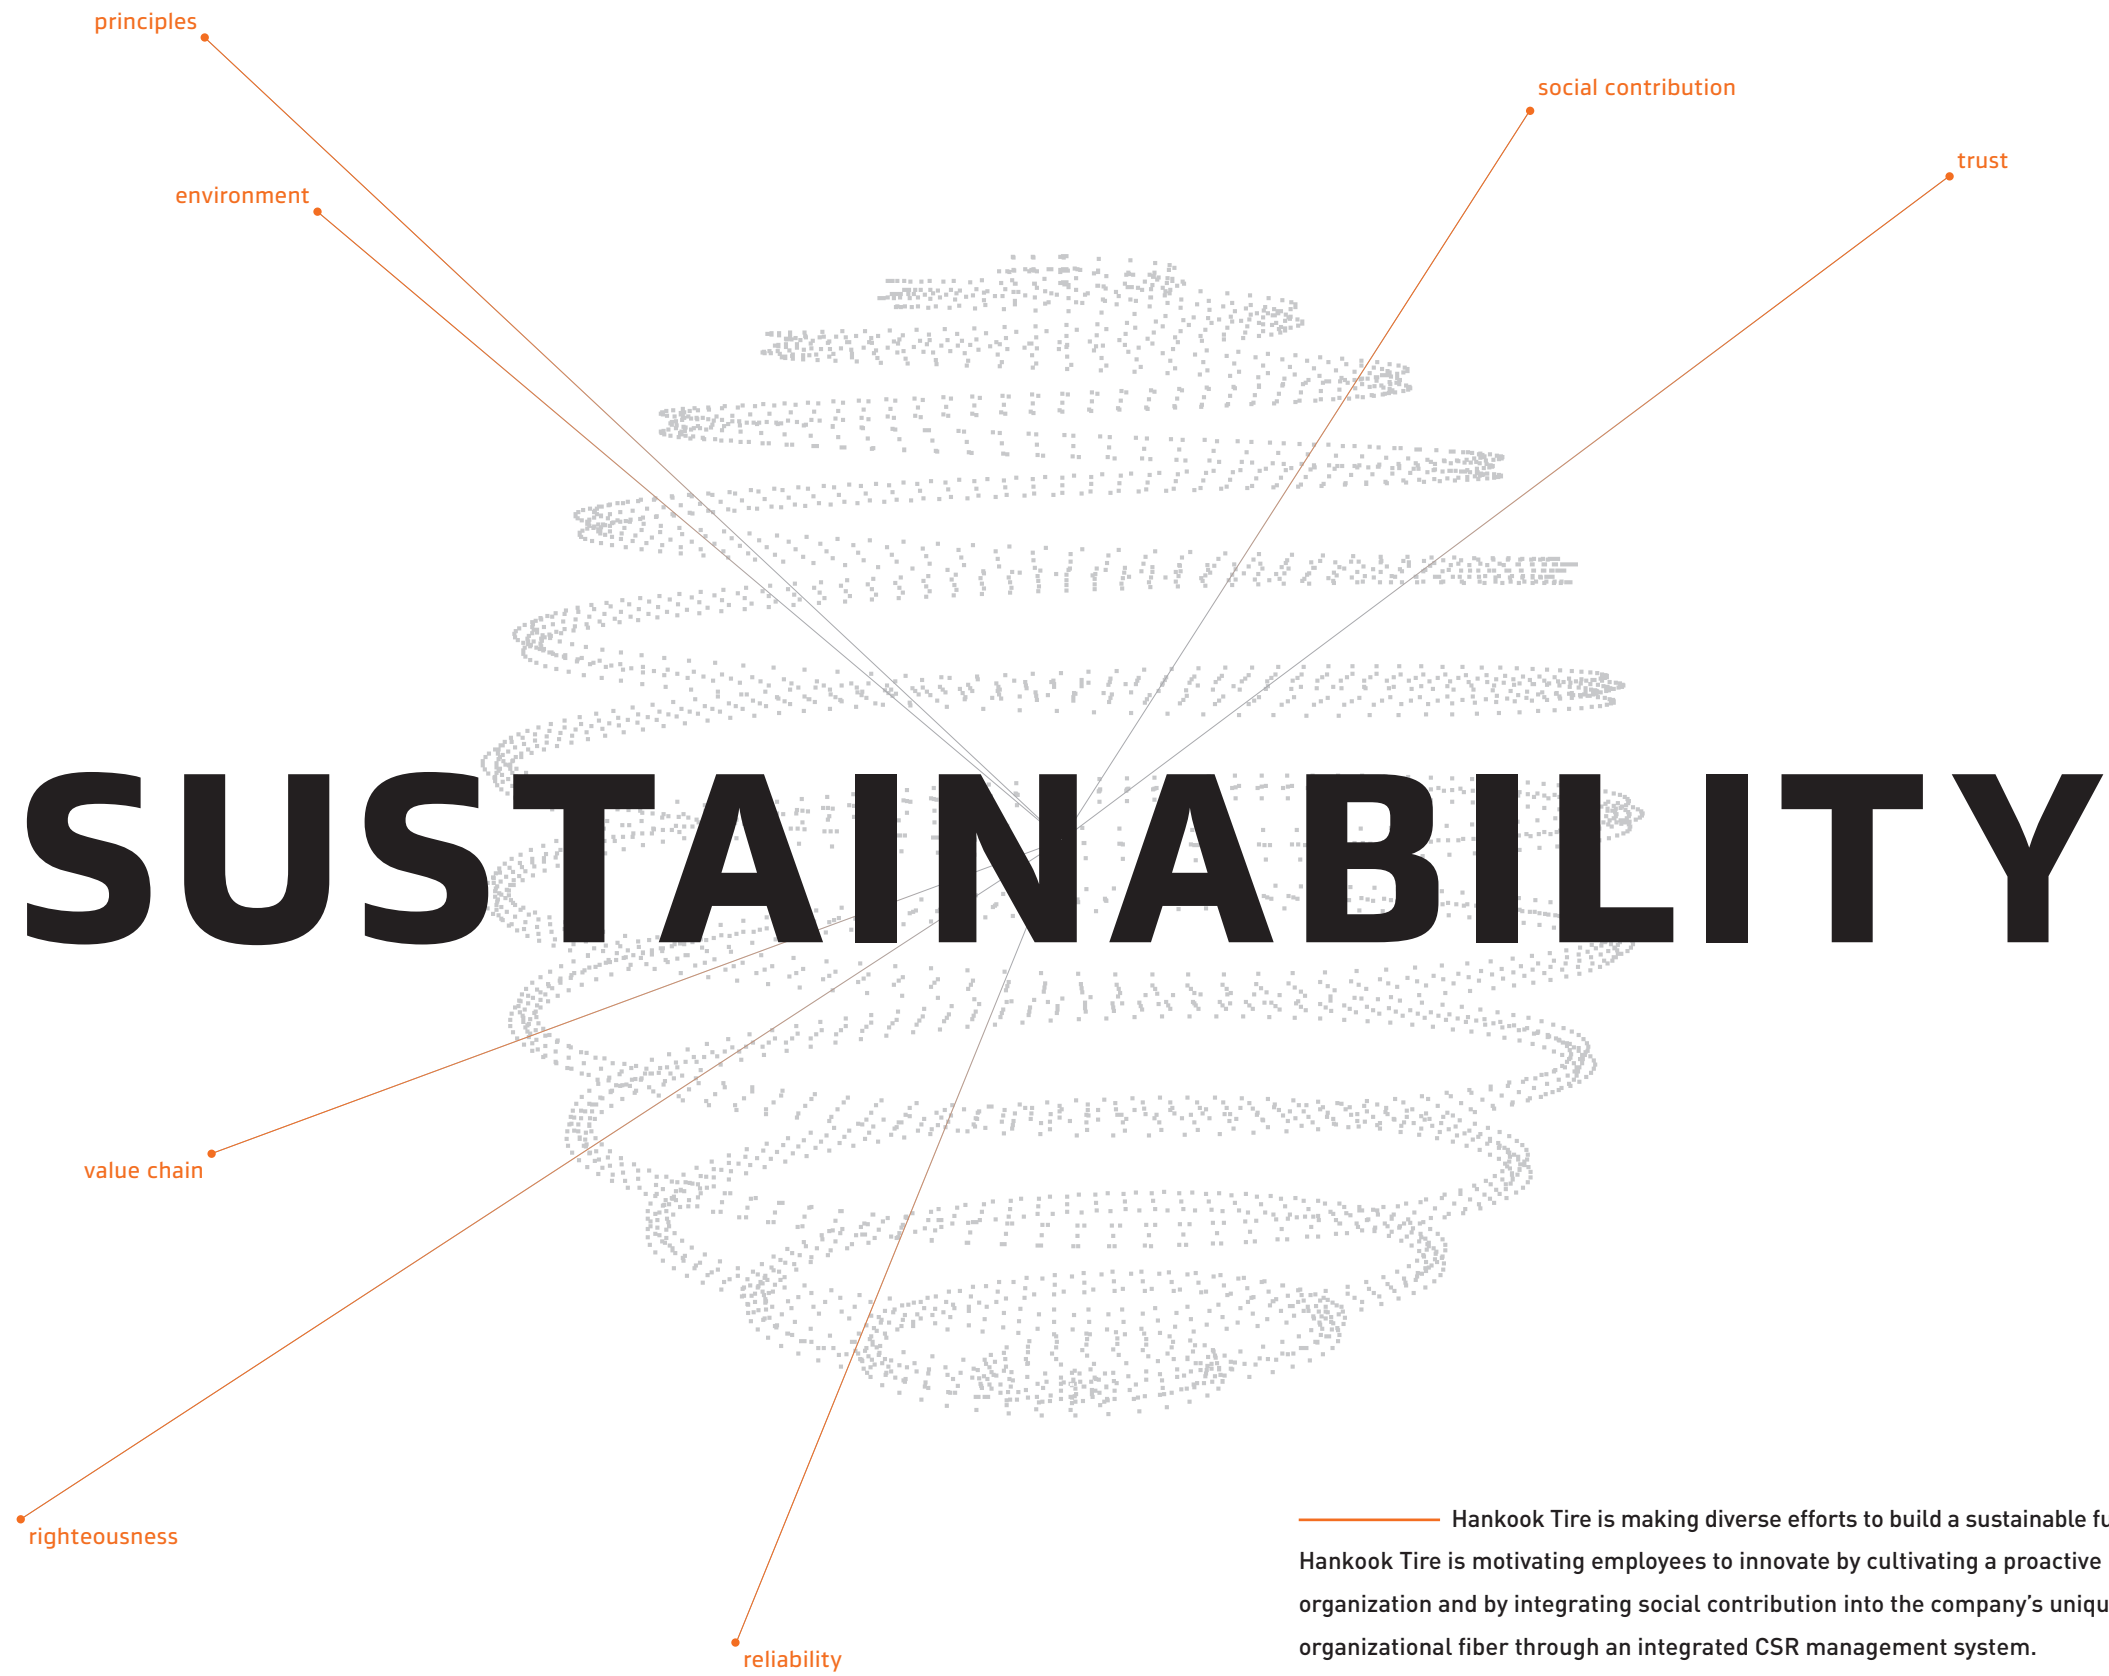 principles
social contribution
trust
environment
SUSTAINABILITY
value chain
righteousness
reliability
Hankook Tire is making diverse efforts to build a sustainable
Hankook Tire is motivating employees to innovate by cultivating a proactive
organization and by integrating social contribution into the company’s
organizational fiber through an integrated CSR management system.